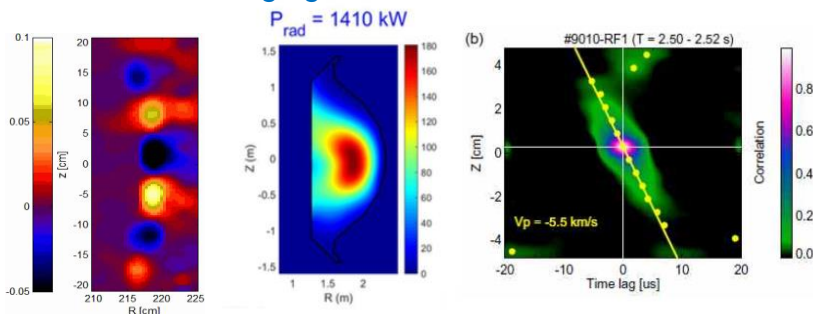 0.1
0.05
0
-0.05
Z [cm]
20
15
10
5
0
-5
-10
-15
-20
210 215 220 225
R [cm]
P_rad = 1410 kW
Z (m)
1.5
1
0.5
0
-0.5
-1
-1.5
1 1.5 2
R (m)
180
160
140
120
100
80
60
40
20
0
(b)
#9010-RF1 (T = 2.50 - 2.52 s)
Z [cm]
4
2
0
-2
-4
Vp = -5.5 km/s
-20 -10 0 10 20
Time lag [us]
0.8
0.6
0.4
0.2
0.0
Correlation